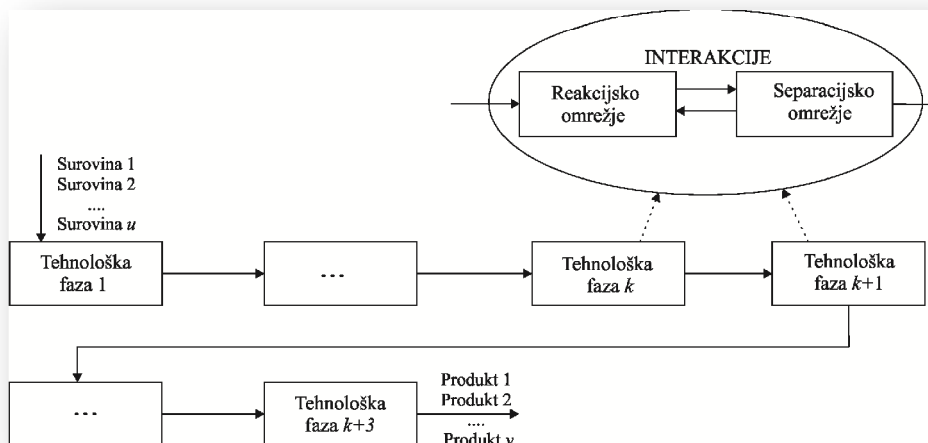 INTERAKCIJE
Reakcijsko
omrežje
Separacijsko
omrežje
Surovina 1
Surovina 2
....
Surovina u
Tehnološka
faza 1
...
Tehnološka
faza k
Tehnološka
faza k+1
...
Tehnološka
faza k+3
Produkt 1
Produkt 2
....
Produkt v